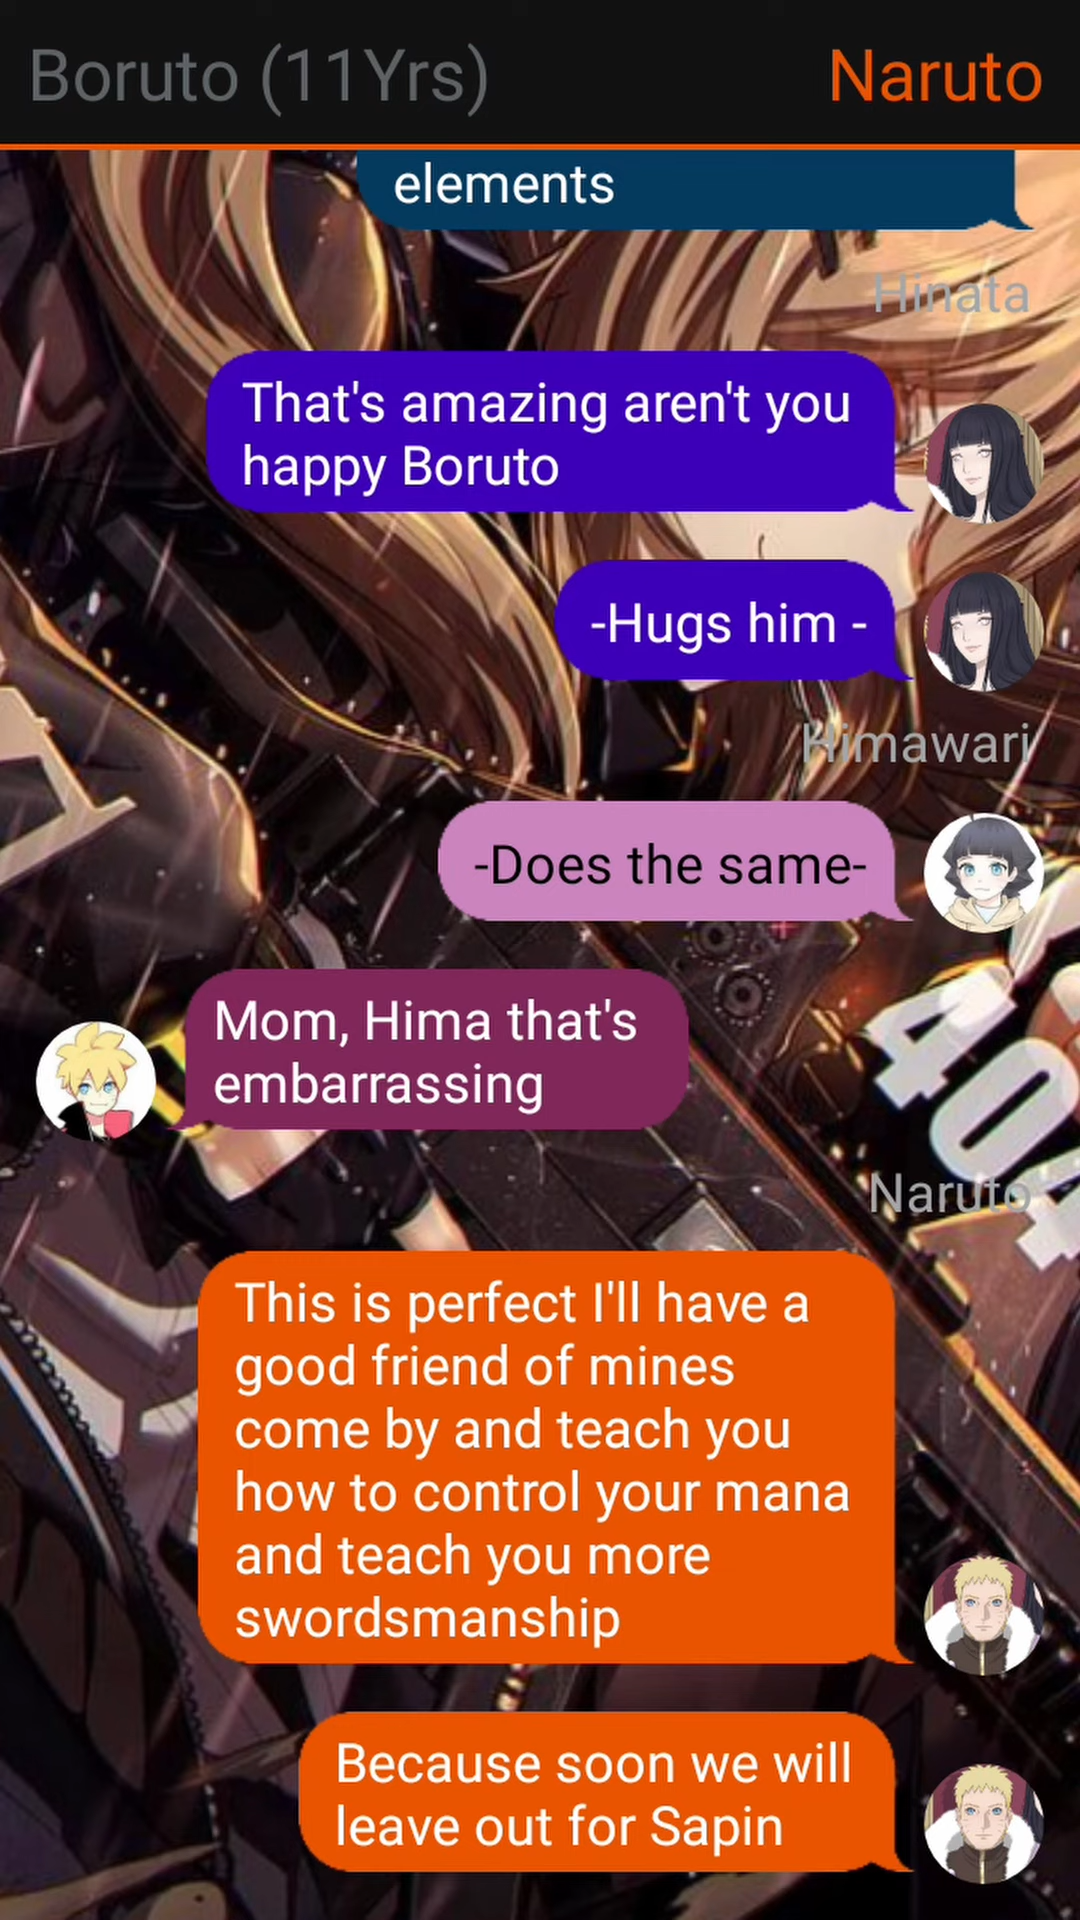 Boruto (11Yrs) Naruto
elements
Hinata
That's amazing aren't you
happy Boruto
-Hugs him -
Himawari
-Does the same-
Mom, Hima that's
embarrassing
404
Naruto
This is perfect I'll have a
good friend of mines
come by and teach you
how to control your mana
and teach you more
swordsmanship
Because soon we will
leave out for Sapin